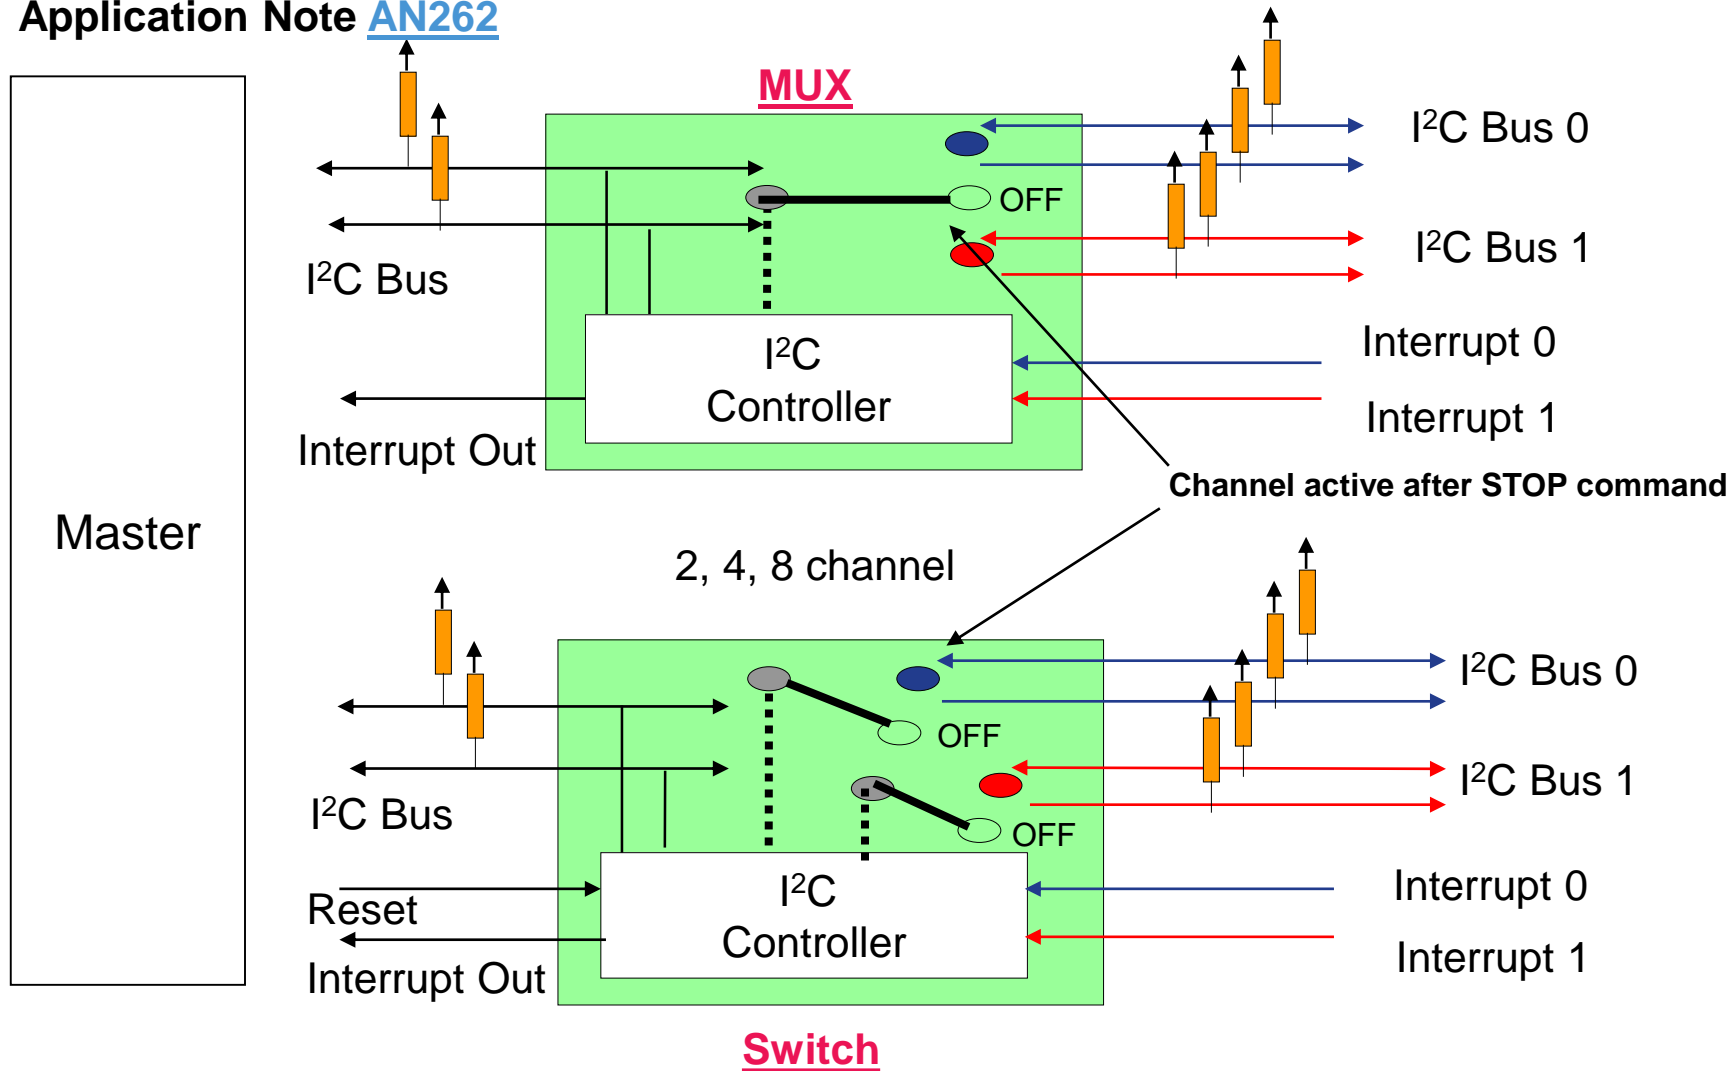 Application Note AN262
MUX
I²C Bus 0
OFF
I²C Bus 1
I²C Bus
I²C
Controller
Interrupt 0
Interrupt 1
Interrupt Out
Channel active after STOP command
Master
2, 4, 8 channel
I²C Bus 0
OFF
I²C Bus 1
I²C Bus
OFF
I²C
Controller
Interrupt 0
Reset
Interrupt 1
Interrupt Out
Switch